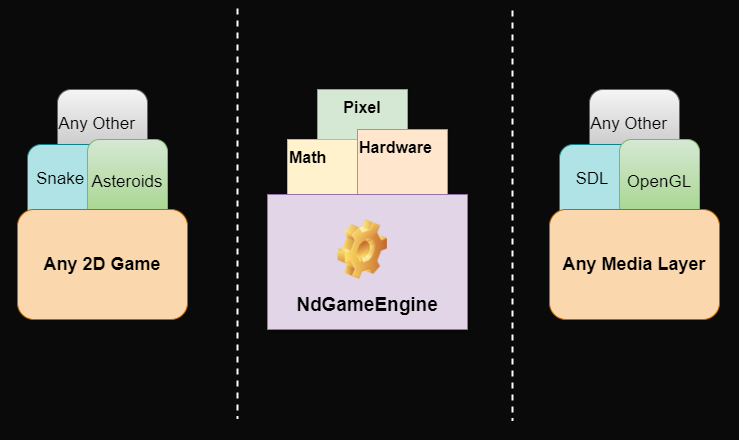 Any Other
Snake
Asteroids
Any 2D Game
Pixel
Math
Hardware
NdGameEngine
Any Other
SDL
OpenGL
Any Media Layer